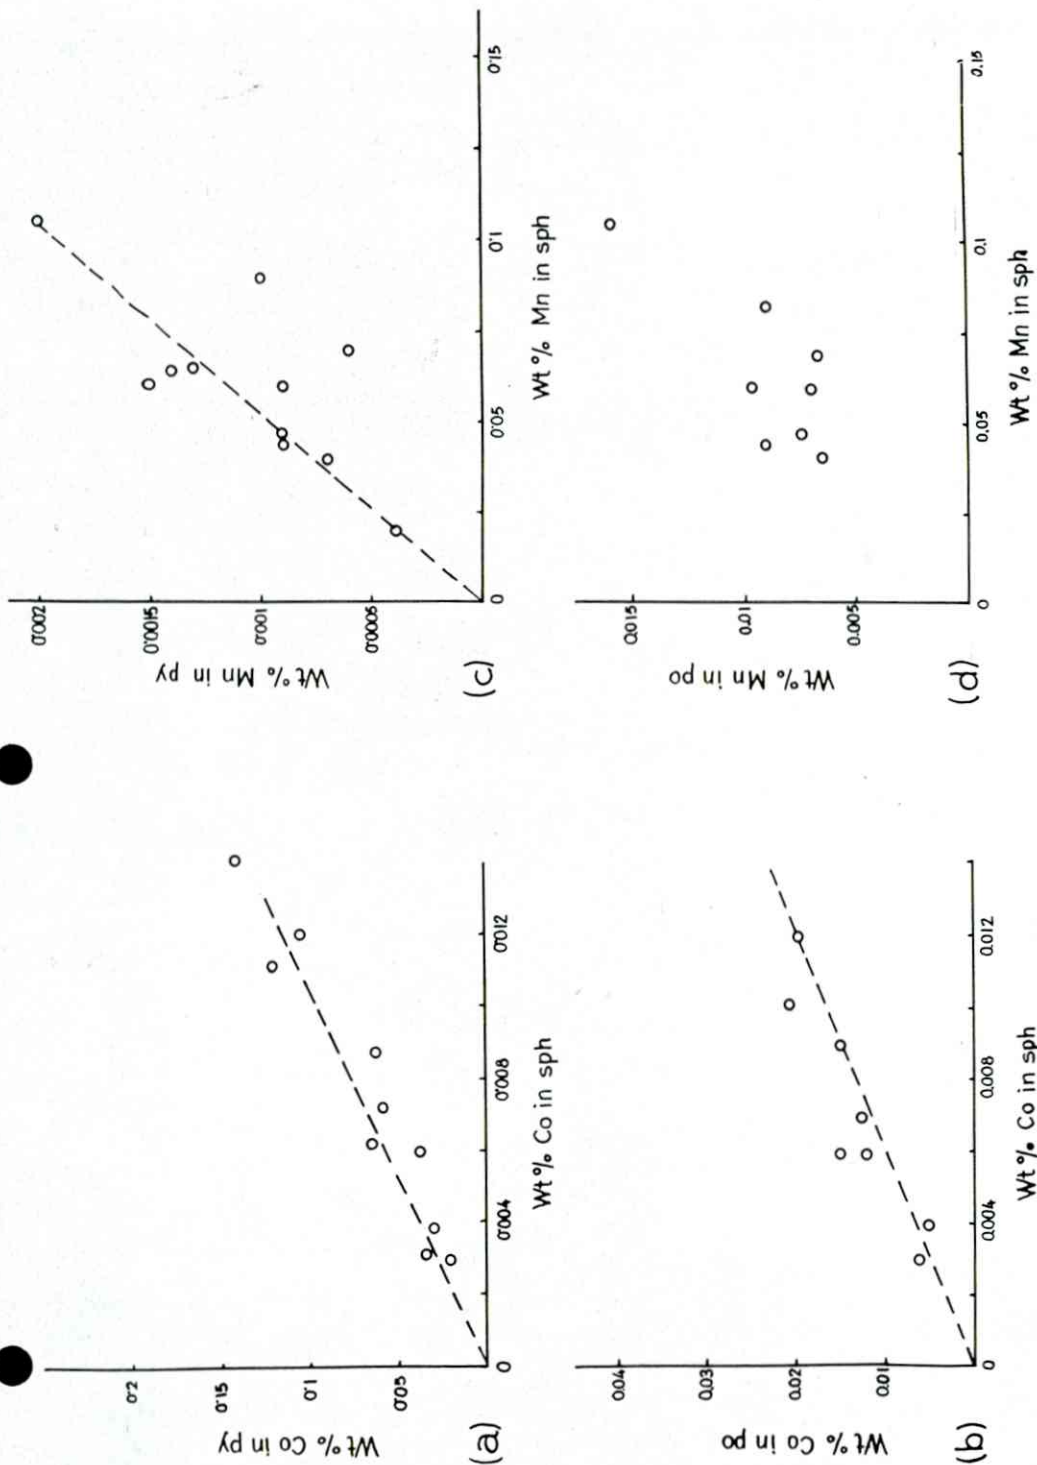 Wt % Co in py
0·2
0·15
0·1
0·05
0
0·004
0·008
0·012
Wt % Co in sph
(a)
Wt % Co in po
0.04
0.03
0.02
0.01
0
0.004
0.008
0.012
Wt % Co in sph
(b)
Wt % Mn in py
0·002
0·0015
0·001
0·0005
0
0·05
0·1
0·15
Wt % Mn in sph
(c)
Wt % Mn in po
0.015
0.01
0.005
0
0.05
0.1
0.15
Wt % Mn in sph
(d)